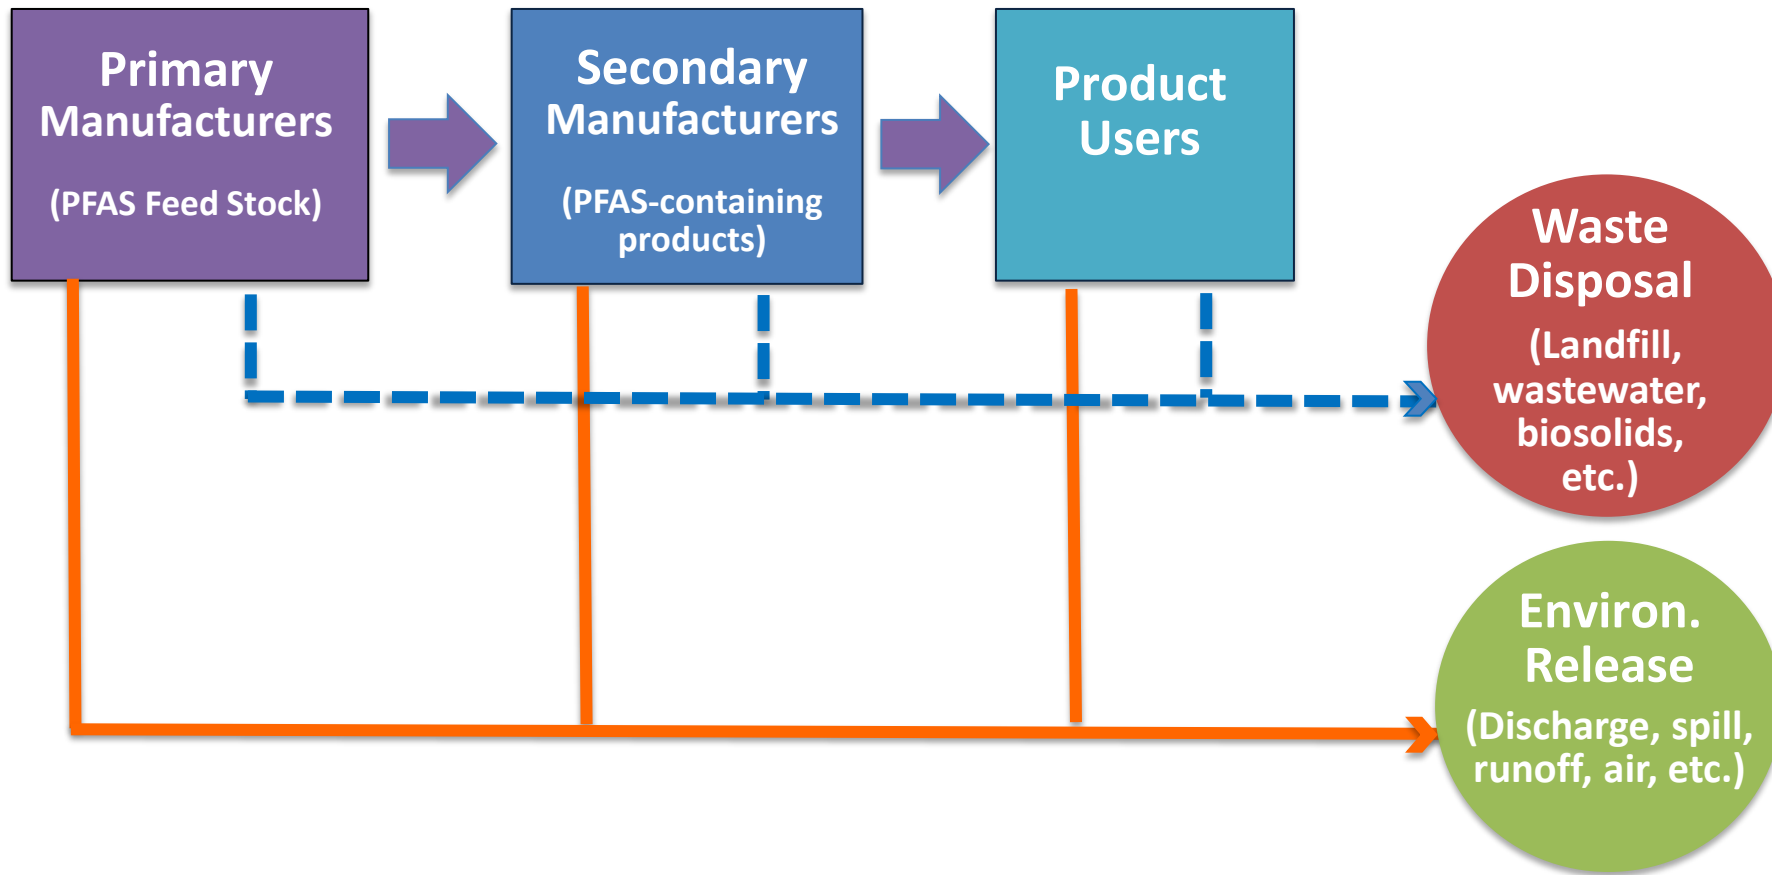 Primary
Manufacturers
(PFAS Feed Stock)
Secondary
Manufacturers
(PFAS-containing
products)
Product
Users
Waste
Disposal
(Landfill,
wastewater,
biosolids,
etc.)
Environ.
Release
(Discharge, spill,
runoff, air, etc.)